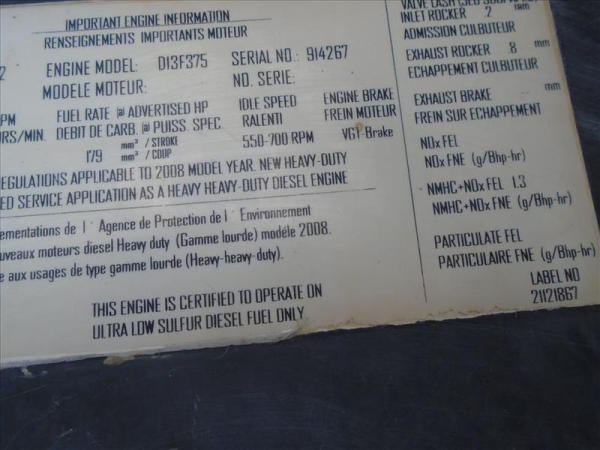 IMPORTANT ENGINE INFORMATION
RENSEIGNEMENTS IMPORTANTS MOTEUR
2 ENGINE MODEL: D13F375 SERIAL NO.: 914267
MODELE MOTEUR: NO. SERIE:
PM FUEL RATE @ ADVERTISED HP IDLE SPEED ENGINE BRAKE
RS/MIN. DEBIT DE CARB. @ PUISS. SPEC. RALENTI FREIN MOTEUR
179 mm³ / STROKE 550-700 RPM VGT Brake
mm³ / COUP
EGULATIONS APPLICABLE TO 2008 MODEL YEAR. NEW HEAVY-DUTY
ED SERVICE APPLICATION AS A HEAVY HEAVY-DUTY DIESEL ENGINE
ementations de l' Agence de Protection de l' Environnement
uveaux moteurs diesel Heavy duty (Gamme lourde) modéle 2008.
e aux usages de type gamme lourde (Heavy-heavy-duty).
THIS ENGINE IS CERTIFIED TO OPERATE ON
ULTRA LOW SULFUR DIESEL FUEL ONLY.
VALVE LASH
INLET ROCKER .2 mm
ADMISSION CULBUTEUR
EXHAUST ROCKER .8 mm
ECHAPPEMENT CULBUTEUR
EXHAUST BRAKE mm
FREIN SUR ECHAPPEMENT
NOx FEL
NOx FNE (g/Bhp-hr)
NMHC+NOx FEL 1.3
NMHC+NOx FNE (g/Bhp-hr)
PARTICULATE FEL
PARTICULAIRE FNE (g/Bhp-hr)
LABEL NO
21121867